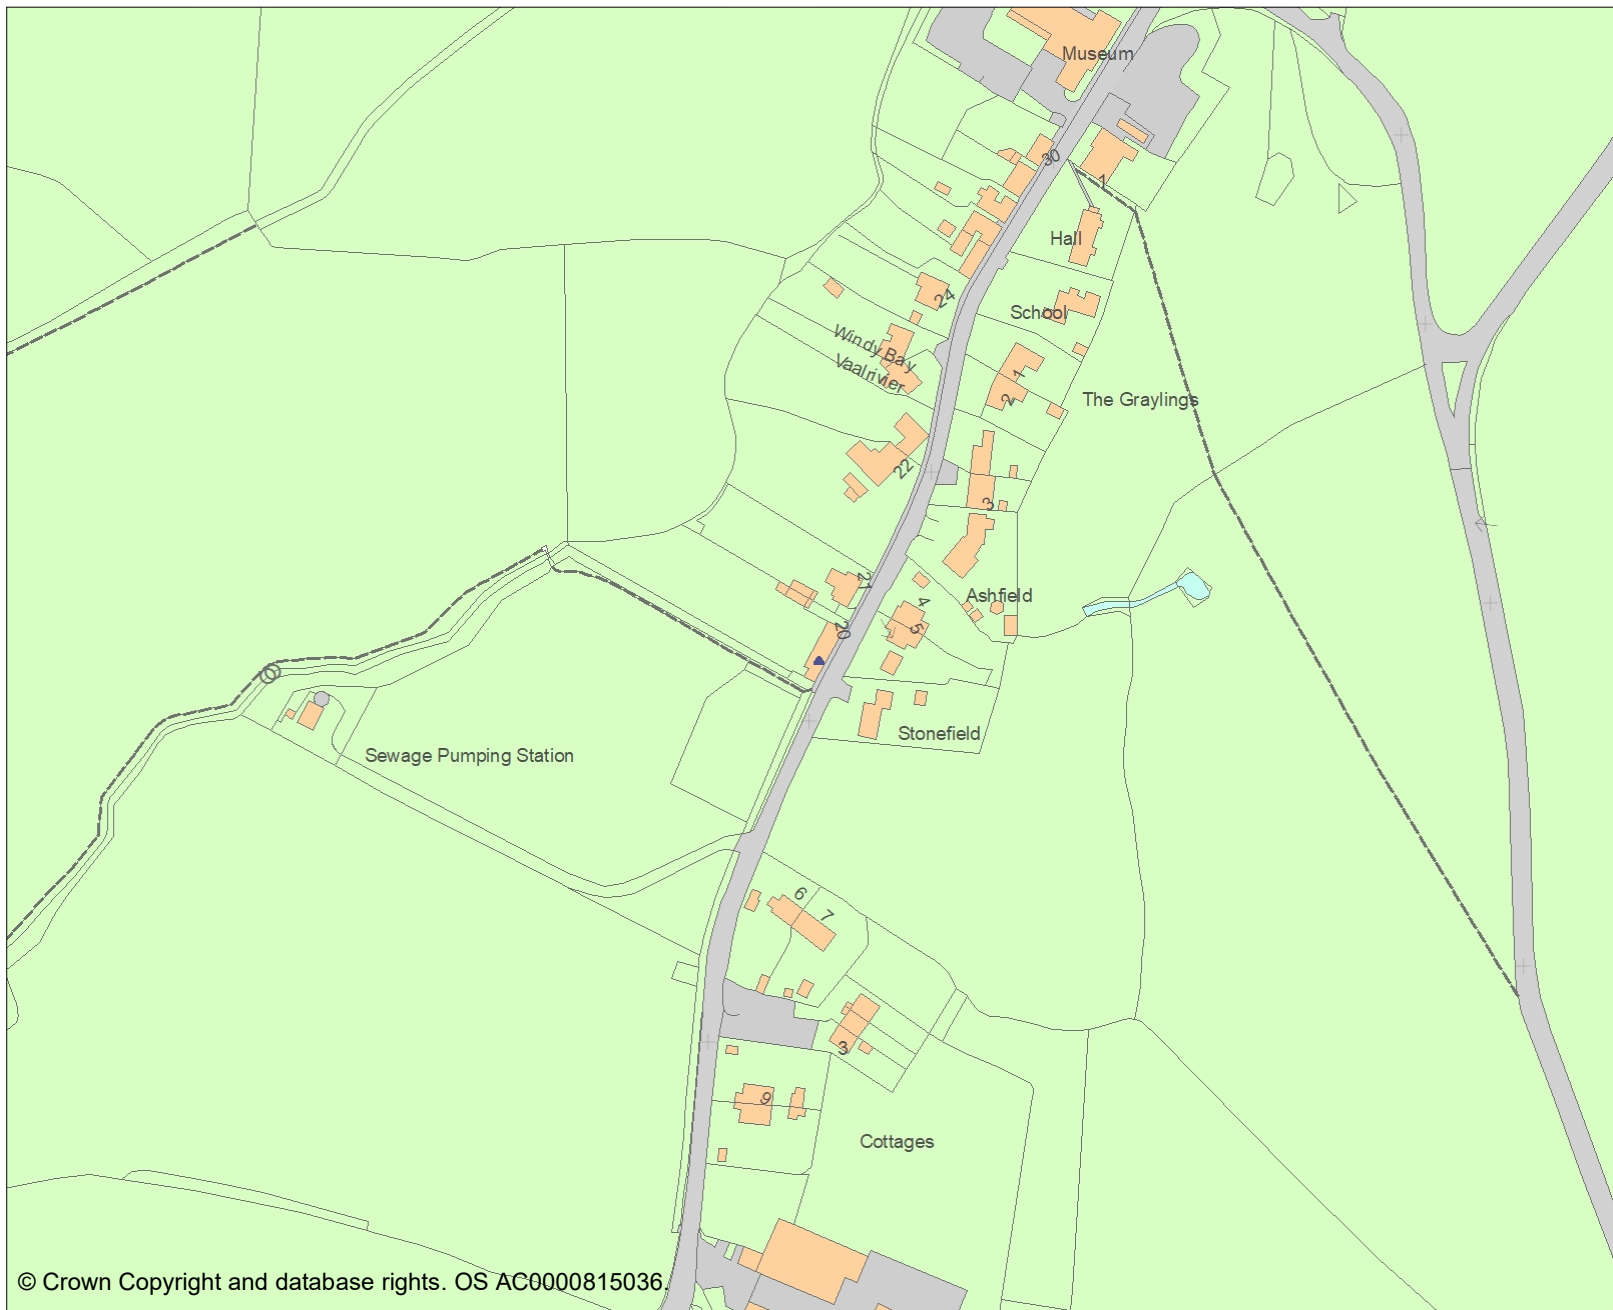 Museum
30
1
Hall
24
School
Windy Bay
Vaalrivier
1
2
The Graylings
22
3
21
4
Ashfield
5
20
Stonefield
Sewage Pumping Station
6
7
3
9
Cottages
© Crown Copyright and database rights. OS AC0000815036.